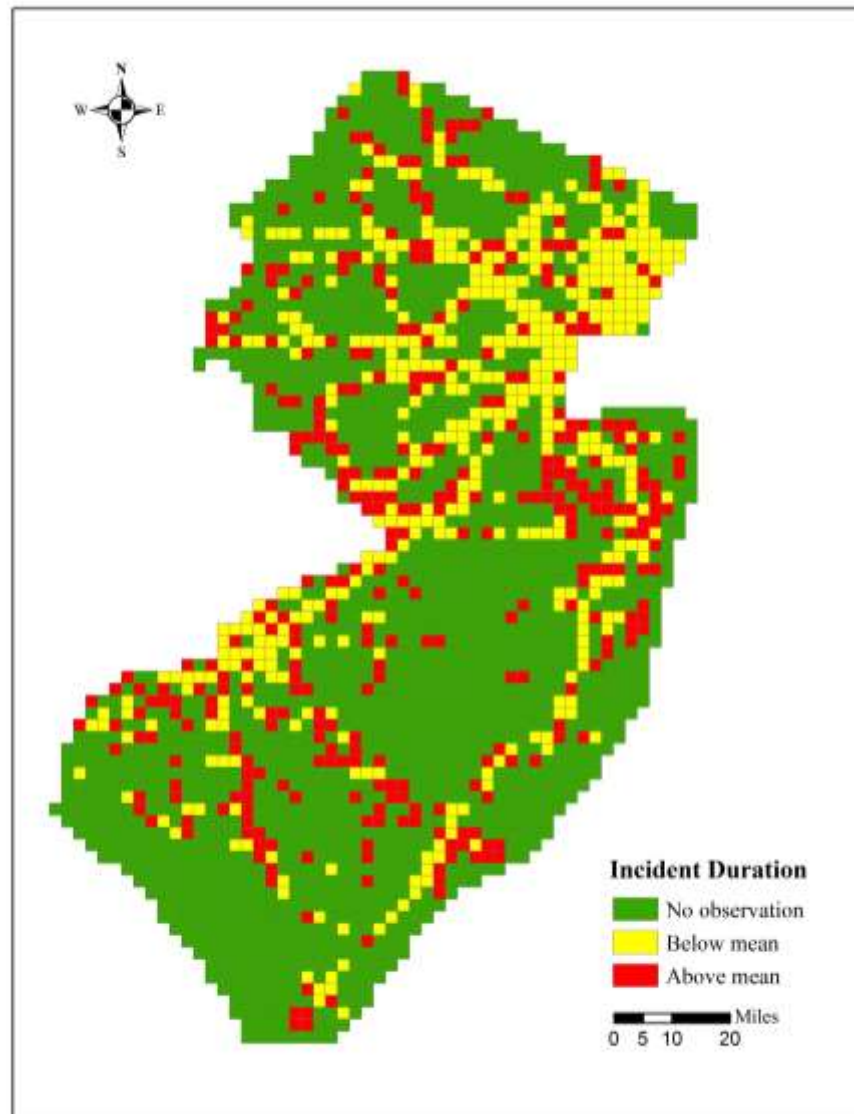 N
W E
S
Incident Duration
No observation
Below mean
Above mean
Miles
0 5 10 20